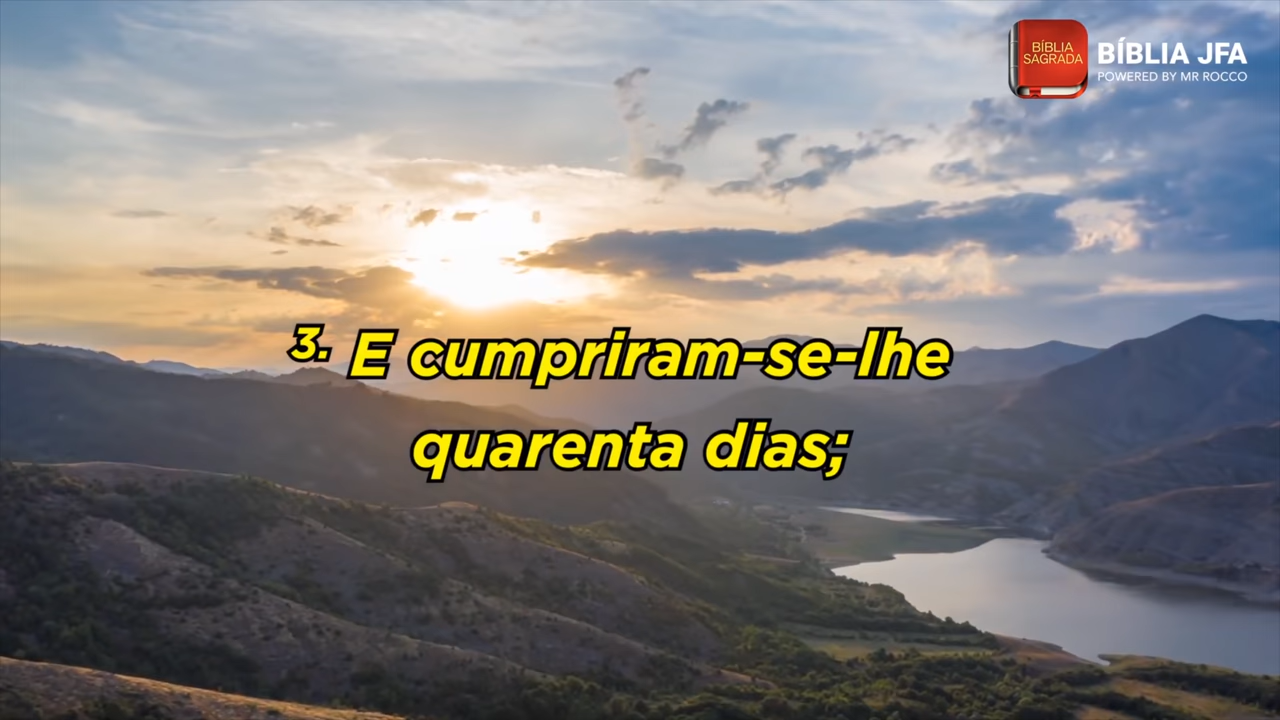 BÍBLIA
SAGRADA
BÍBLIA JFA
POWERED BY MR ROCCO
3. E cumpriram-se-lhe
quarenta dias;